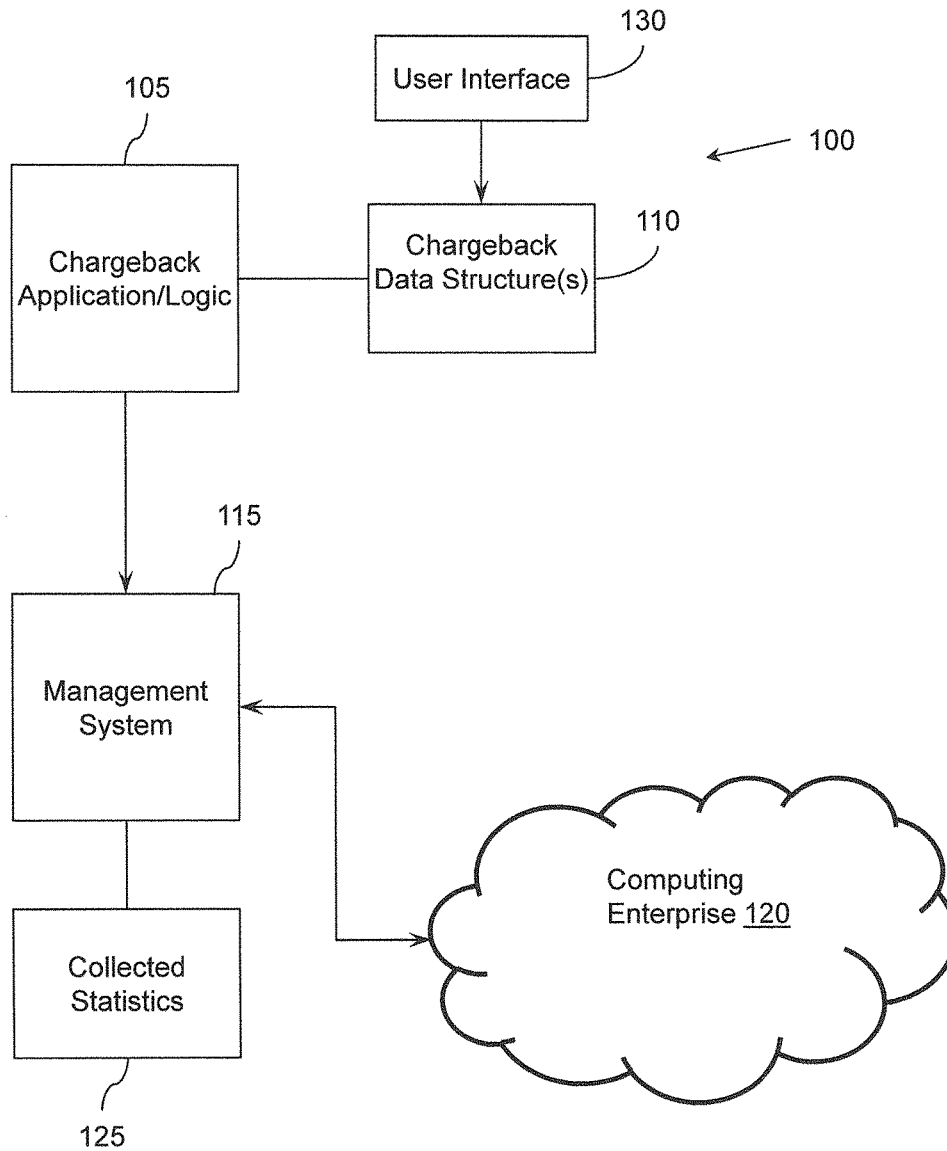 130
User Interface
105
100
Chargeback
Data Structure(s)
110
Chargeback
Application/Logic
115
Management
System
Computing
Enterprise 120
Collected
Statistics
125